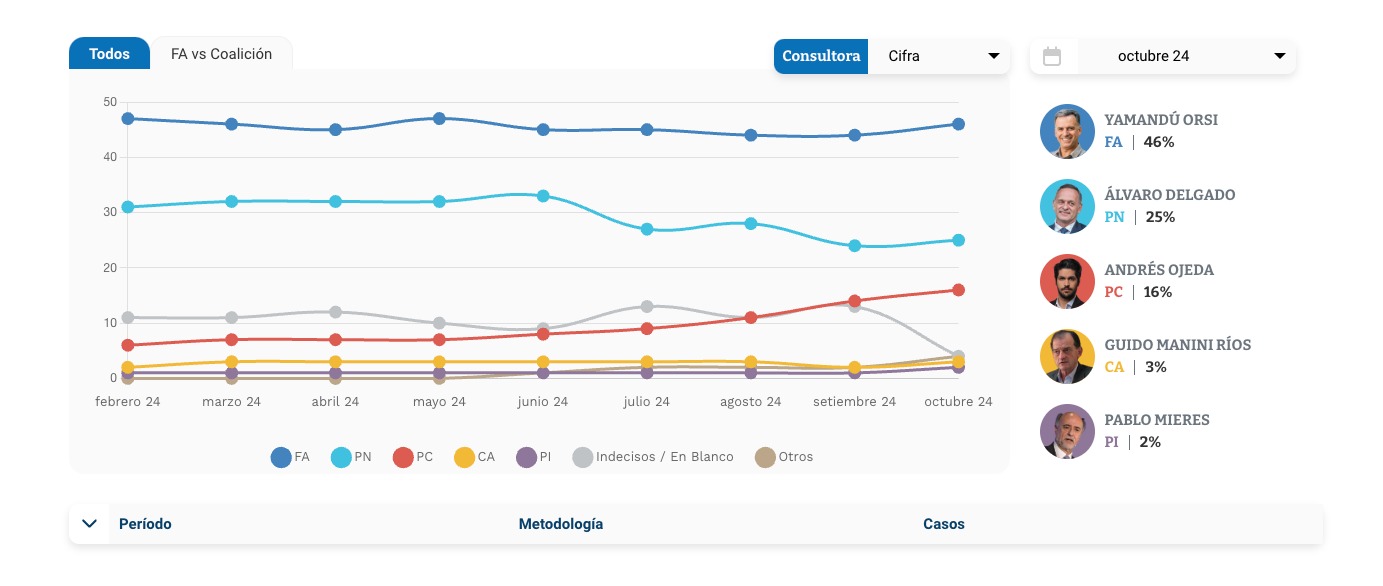 Todos
FA vs Coalición
Consultora
Cifra
octubre 24
50
40
30
20
10
0
febrero 24
marzo 24
abril 24
mayo 24
junio 24
julio 24
agosto 24
setiembre 24
octubre 24
FA
PN
PC
CA
PI
Indecisos / En Blanco
Otros
YAMANDÚ ORSI
FA | 46%
ÁLVARO DELGADO
PN | 25%
ANDRÉS OJEDA
PC | 16%
GUIDO MANINI RÍOS
CA | 3%
PABLO MIERES
PI | 2%
Período
Metodología
Casos